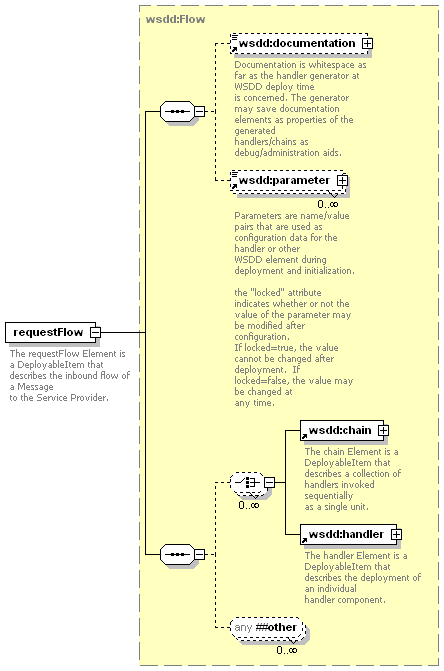 wsdd:Flow
wsdd:documentation
Documentation is whitespace as
far as the handler generator at
WSDD deploy time
is concerned. The generator
may save documentation
elements as properties of the
generated
handlers/chains as
debug/administration aids.
wsdd:parameter
0..∞
Parameters are name/value
pairs that are used as
configuration data for the
handler or other
WSDD element during
deployment and initialization.
the "locked" attribute
indicates whether or not the
value of the parameter may
be modified after
configuration.
If locked=true, the value
cannot be changed after
deployment.  If
locked=false, the value may
be changed at
any time.
requestFlow
The requestFlow Element is
a DeployableItem that
describes the inbound flow of
a Message
to the Service Provider.
wsdd:chain
The chain Element is a
DeployableItem that
describes a collection of
handlers invoked
sequentially
as a single unit.
0..∞
wsdd:handler
The handler Element is a
DeployableItem that
describes the deployment of
an individual
handler component.
any ##other
0..∞